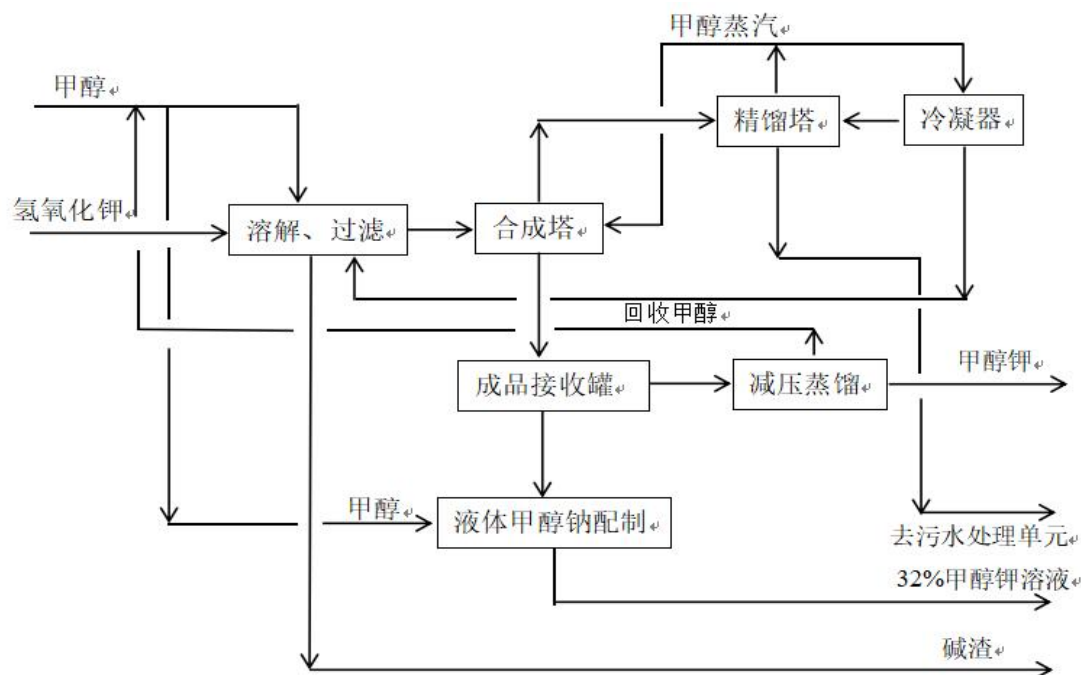 甲醇蒸汽
甲醇
精馏塔
冷凝器
氢氧化钾
溶解、过滤
合成塔
回收甲醇
成品接收罐
减压蒸馏
甲醇钾
甲醇
液体甲醇钠配制
去污水处理单元
32%甲醇钾溶液
碱渣